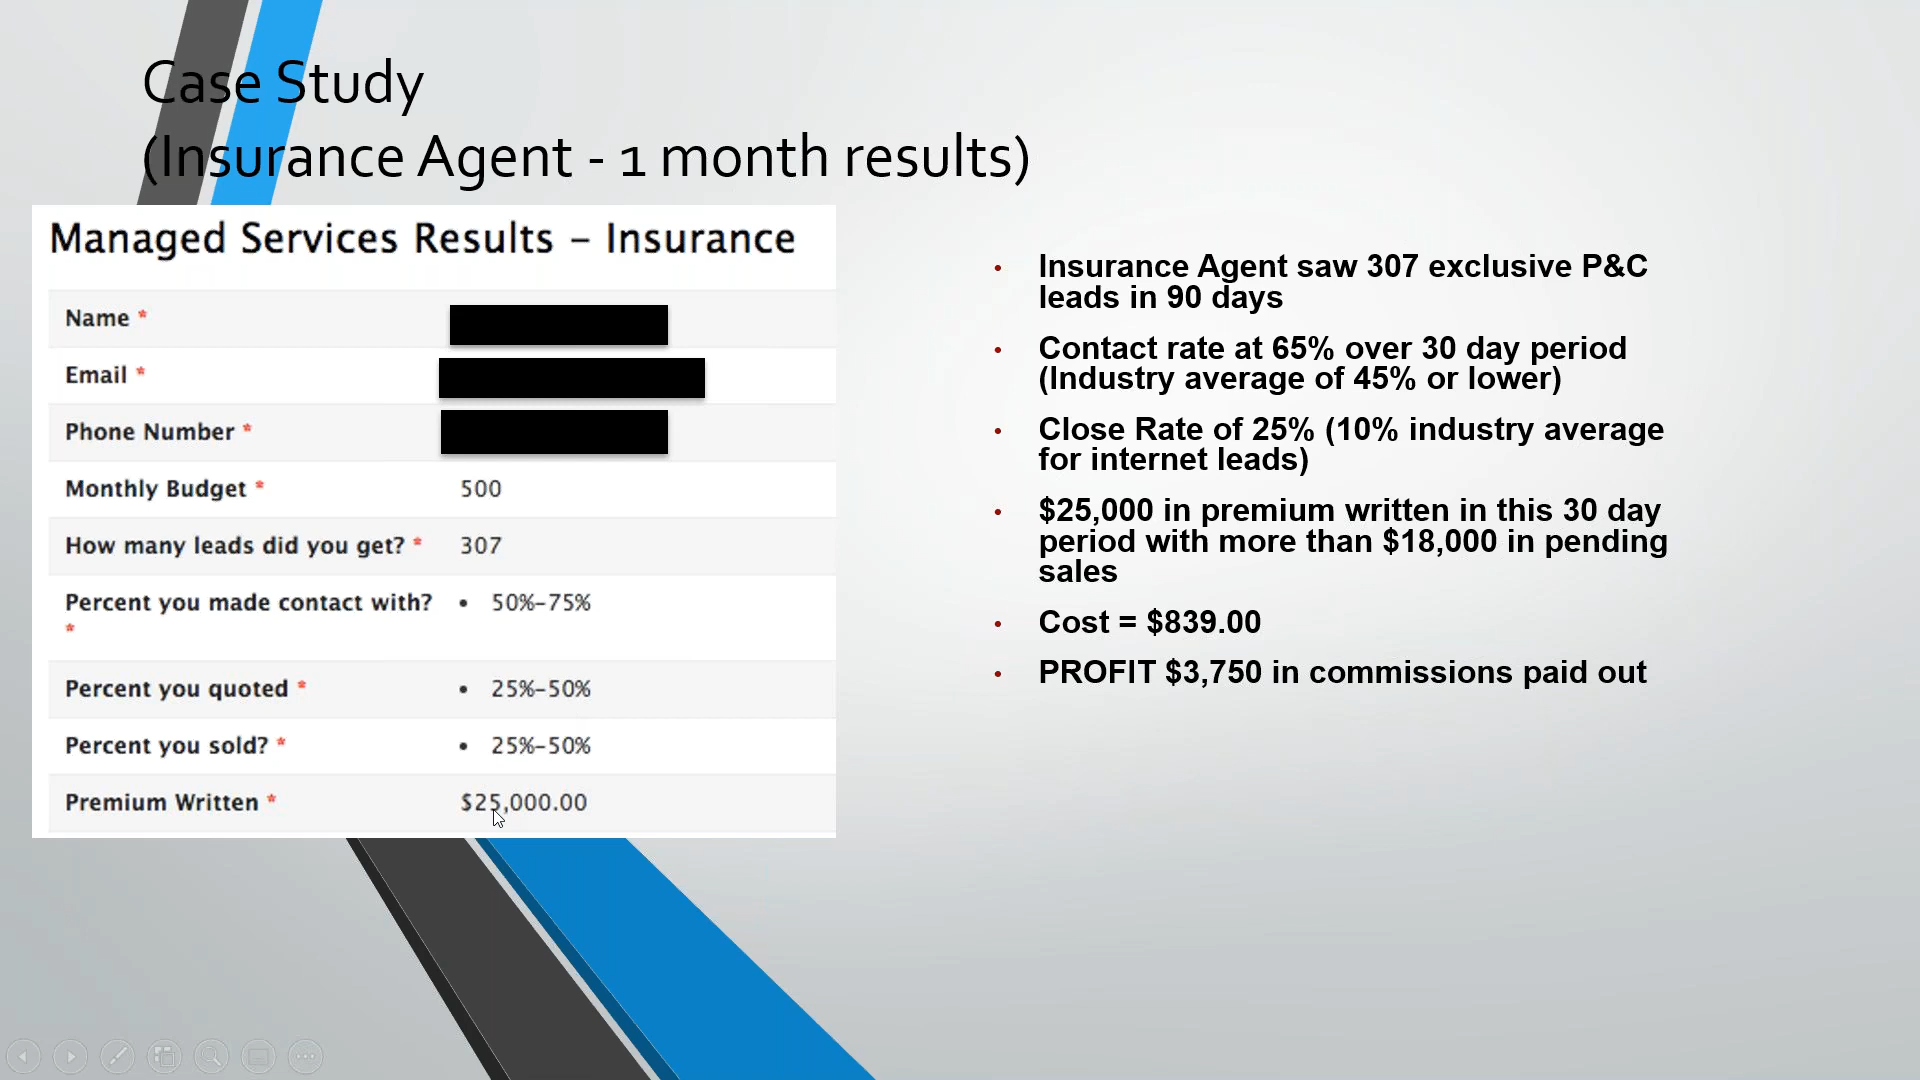 Case Study
(Insurance Agent - 1 month results)
Managed Services Results – Insurance
Name *
Email *
Phone Number *
Monthly Budget * 500
How many leads did you get? * 307
Percent you made contact with? • 50%–75%
*
Percent you quoted * • 25%–50%
Percent you sold? * • 25%–50%
Premium Written * $25,000.00
• Insurance Agent saw 307 exclusive P&C
leads in 90 days
• Contact rate at 65% over 30 day period
(Industry average of 45% or lower)
• Close Rate of 25% (10% industry average
for internet leads)
• $25,000 in premium written in this 30 day
period with more than $18,000 in pending
sales
• Cost = $839.00
• PROFIT $3,750 in commissions paid out